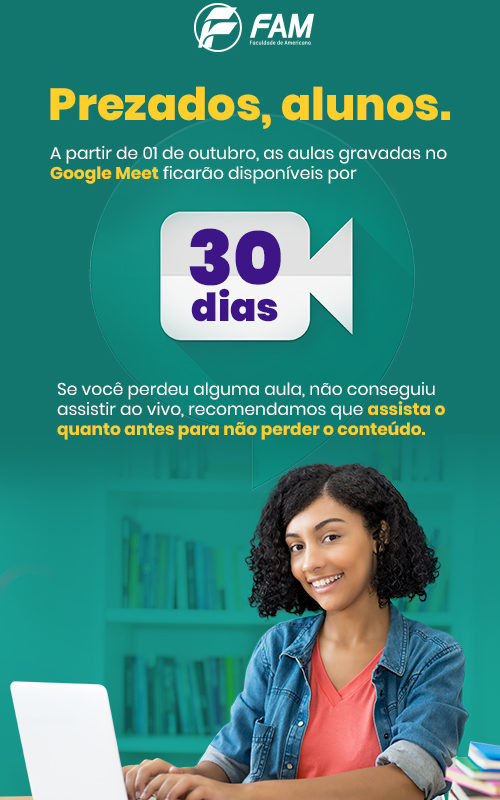 FAM
Faculdade de Americana
Prezados, alunos.
A partir de 01 de outubro, as aulas gravadas no
Google Meet ficarão disponíveis por
30
dias
Se você perdeu alguma aula, não conseguiu
assistir ao vivo, recomendamos que assista o
quanto antes para não perder o conteúdo.